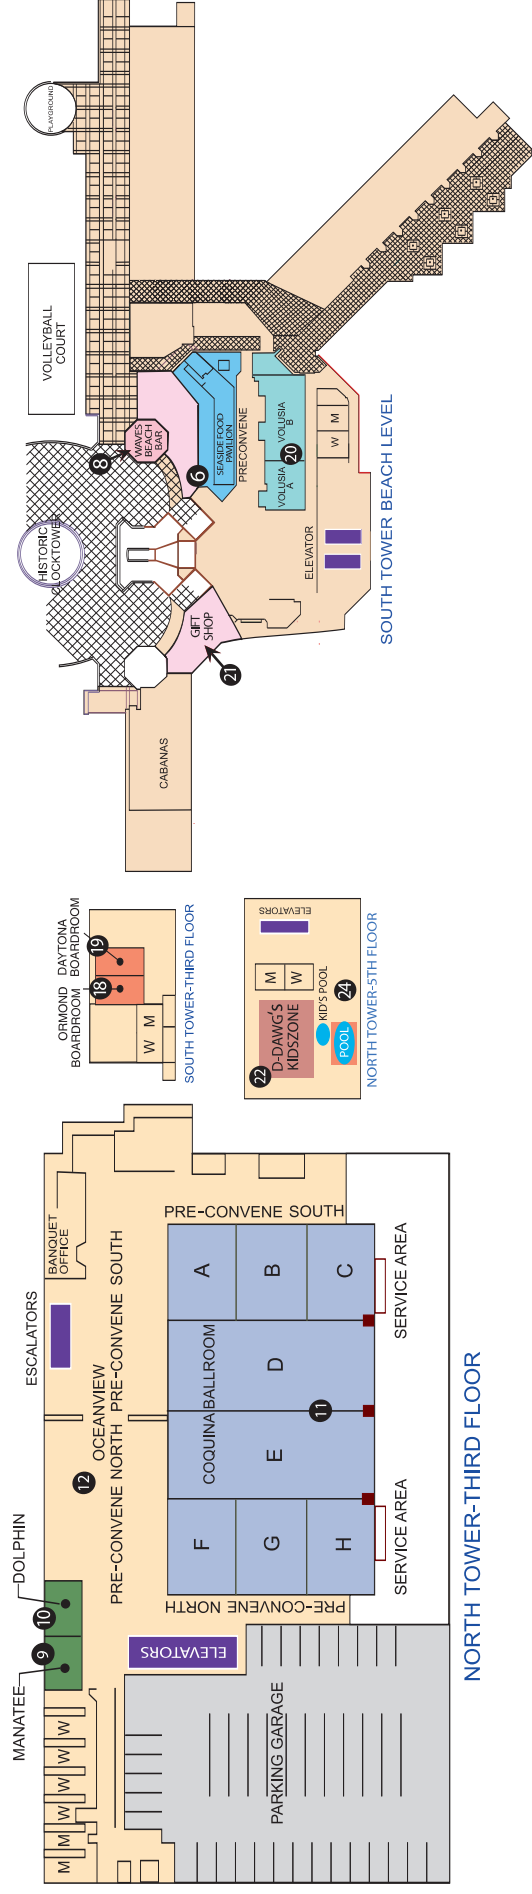 MANATEE
9
10
DOLPHIN
M
M
W
W
W
W
12
OCEANVIEW
PRE-CONVENE NORTH
PRE-CONVENE SOUTH
ESCALATORS
BANQUET
OFFICE
ELEVATORS
PRE-CONVENE NORTH
COQUINA BALLROOM
F
G
H
E
D
11
A
B
C
PRE-CONVENE SOUTH
PARKING GARAGE
SERVICE AREA
SERVICE AREA
NORTH TOWER-THIRD FLOOR
ORMOND
BOARDROOM
DAYTONA
BOARDROOM
18
19
W
M
SOUTH TOWER-THIRD FLOOR
22
D-DAWG'S
KIDSZONE
M
W
ELEVATORS
KID'S POOL
POOL
24
NORTH TOWER-5TH FLOOR
HISTORIC
CLOCKTOWER
VOLLEYBALL
COURT
PLAYGROUND
8
WAVES
BEACH
BAR
CABANAS
GIFT
SHOP
21
6
SEASIDE FOOD
PAVILION
PRECONVENE
VOLUSIA
A
VOLUSIA
B
20
ELEVATOR
W
M
SOUTH TOWER BEACH LEVEL